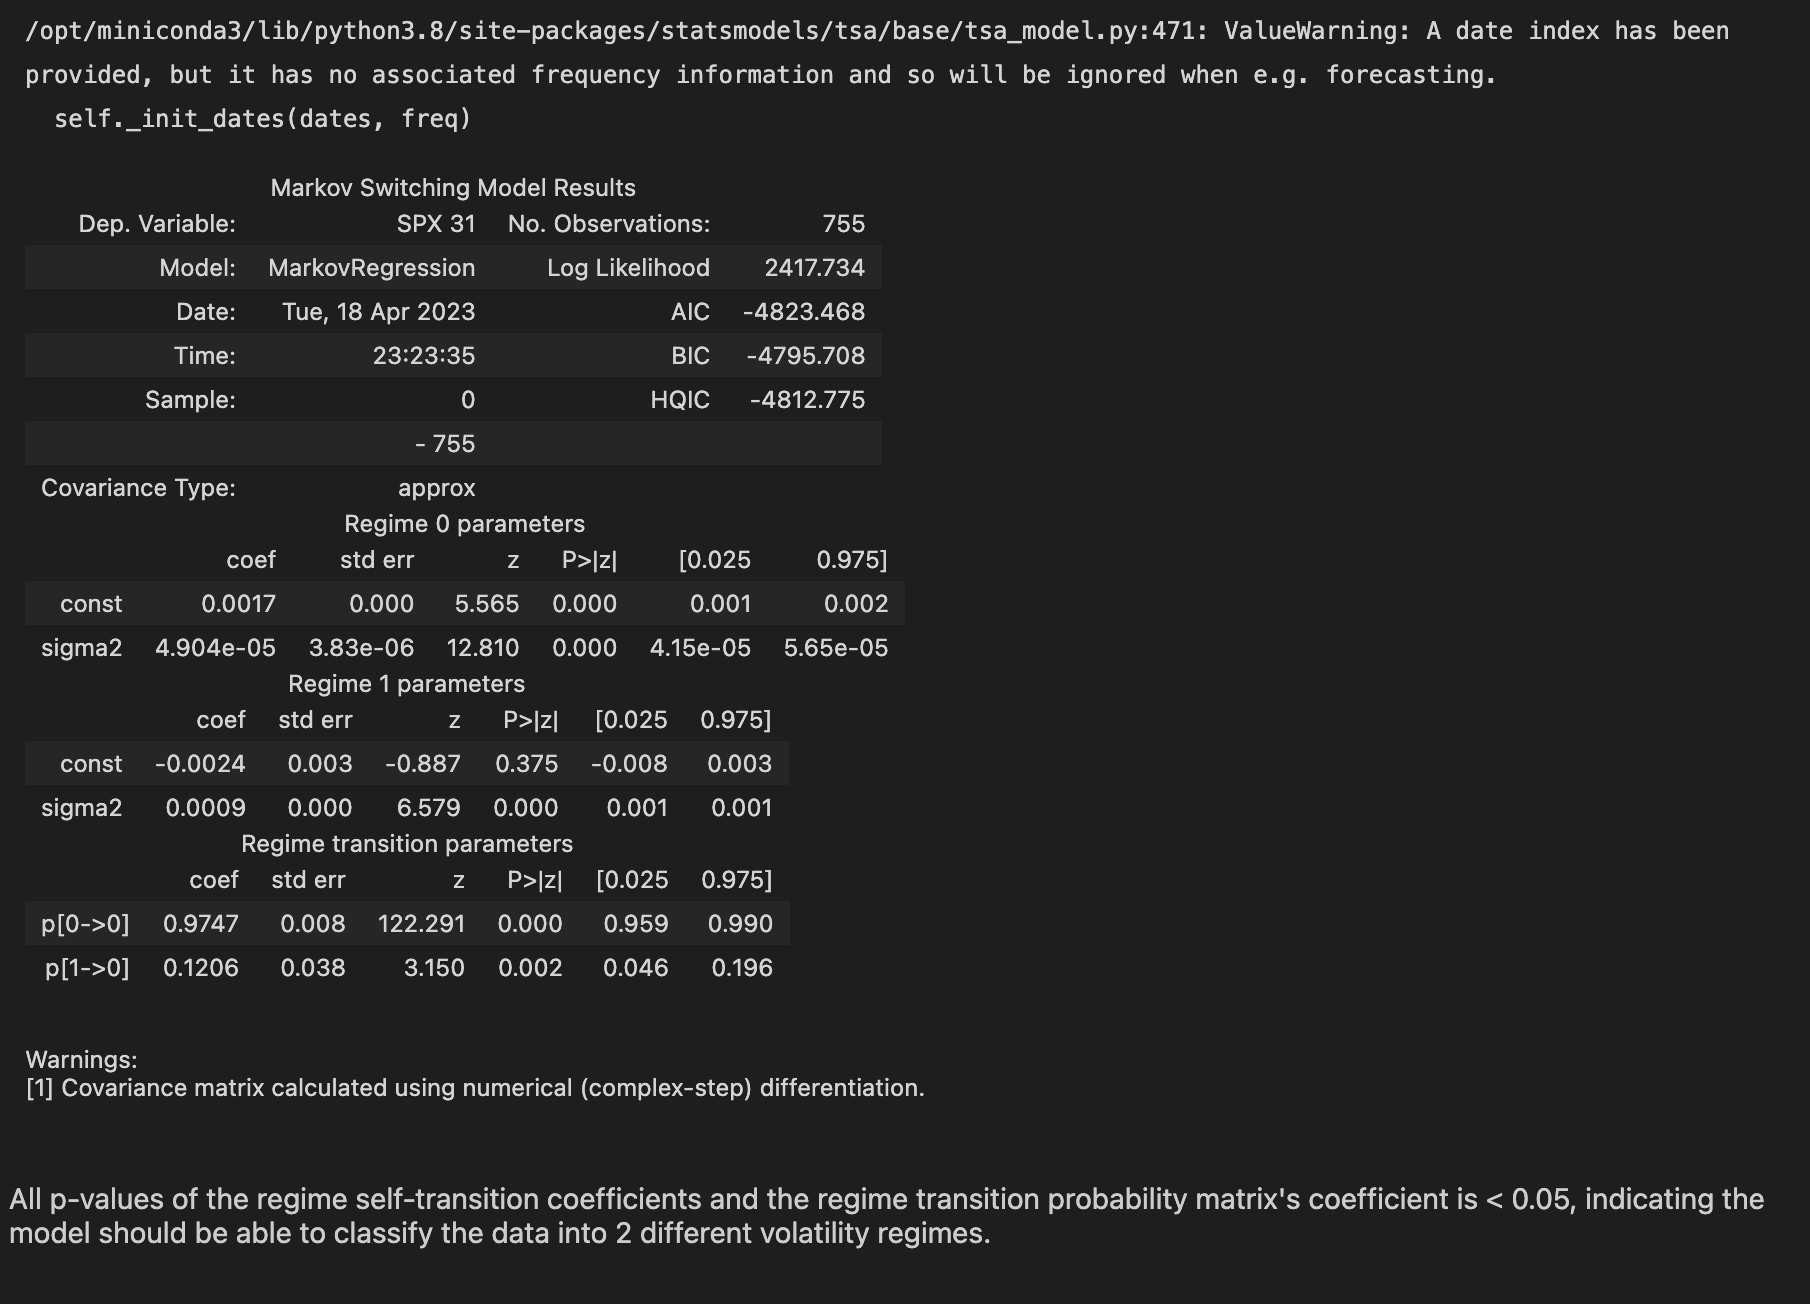 /opt/miniconda3/lib/python3.8/site-packages/statsmodels/tsa/base/tsa_model.py:471: ValueWarning: A date index has been
provided, but it has no associated frequency information and so will be ignored when e.g. forecasting.
  self._init_dates(dates, freq)
Markov Switching Model Results
Dep. Variable: SPX 31 No. Observations: 755
Model: MarkovRegression Log Likelihood 2417.734
Date: Tue, 18 Apr 2023 AIC -4823.468
Time: 23:23:35 BIC -4795.708
Sample: 0 HQIC -4812.775
- 755
Covariance Type: approx
Regime 0 parameters
coef std err z P>|z| [0.025 0.975]
const 0.0017 0.000 5.565 0.000 0.001 0.002
sigma2 4.904e-05 3.83e-06 12.810 0.000 4.15e-05 5.65e-05
Regime 1 parameters
coef std err z P>|z| [0.025 0.975]
const -0.0024 0.003 -0.887 0.375 -0.008 0.003
sigma2 0.0009 0.000 6.579 0.000 0.001 0.001
Regime transition parameters
coef std err z P>|z| [0.025 0.975]
p[0->0] 0.9747 0.008 122.291 0.000 0.959 0.990
p[1->0] 0.1206 0.038 3.150 0.002 0.046 0.196
Warnings:
[1] Covariance matrix calculated using numerical (complex-step) differentiation.
All p-values of the regime self-transition coefficients and the regime transition probability matrix's coefficient is < 0.05, indicating the
model should be able to classify the data into 2 different volatility regimes.